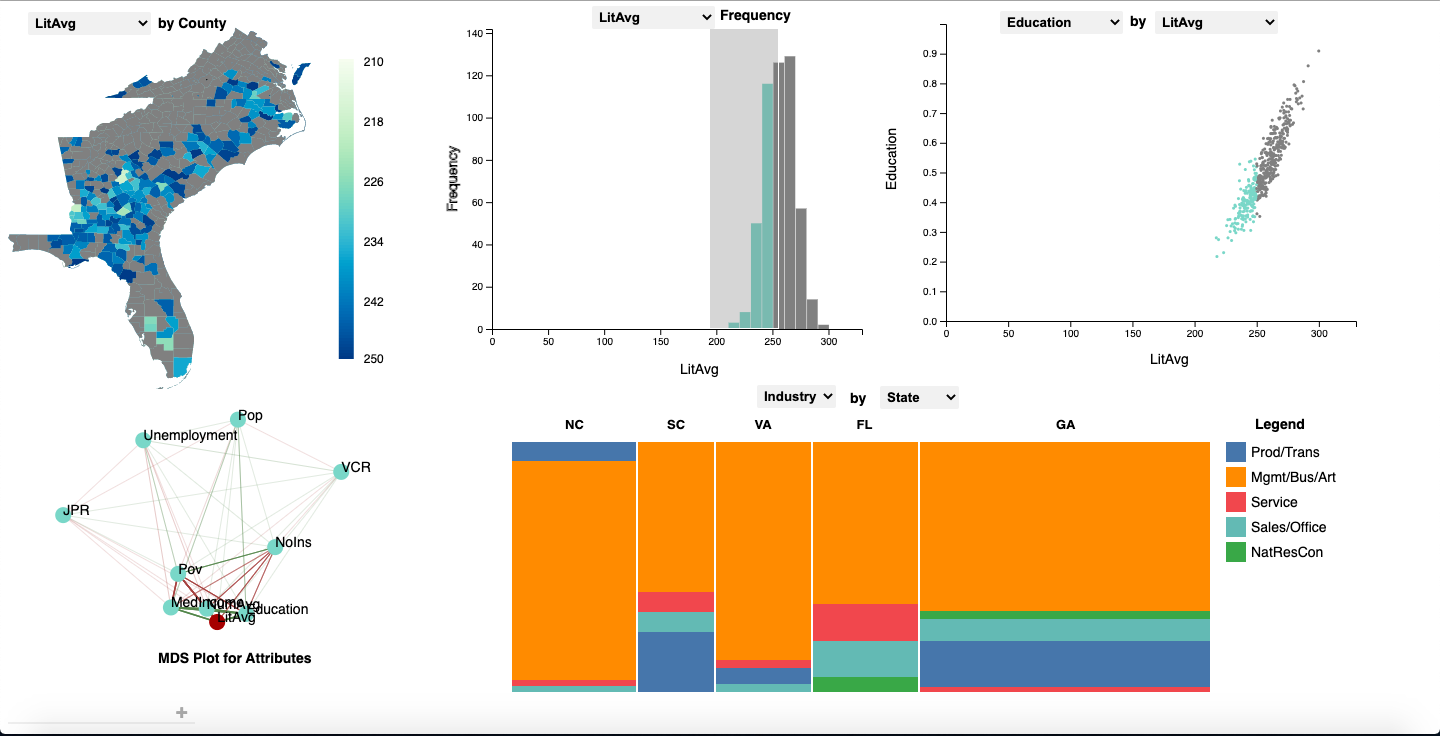 LitAvg by County
210
218
226
234
242
250
LitAvg Frequency
140
120
100
80
60
40
20
0
Frequency
0 50 100 150 200 250 300
LitAvg
Education by LitAvg
0.9
0.8
0.7
0.6
0.5
0.4
0.3
0.2
0.1
0.0
Education
0 50 100 150 200 250 300
LitAvg
Pop
Unemployment
VCR
JPR
NoIns
Pov
MedIncome
NumAvg
Education
LitAvg
MDS Plot for Attributes
+
Industry by State
NC SC VA FL GA
Legend
Prod/Trans
Mgmt/Bus/Art
Service
Sales/Office
NatResCon